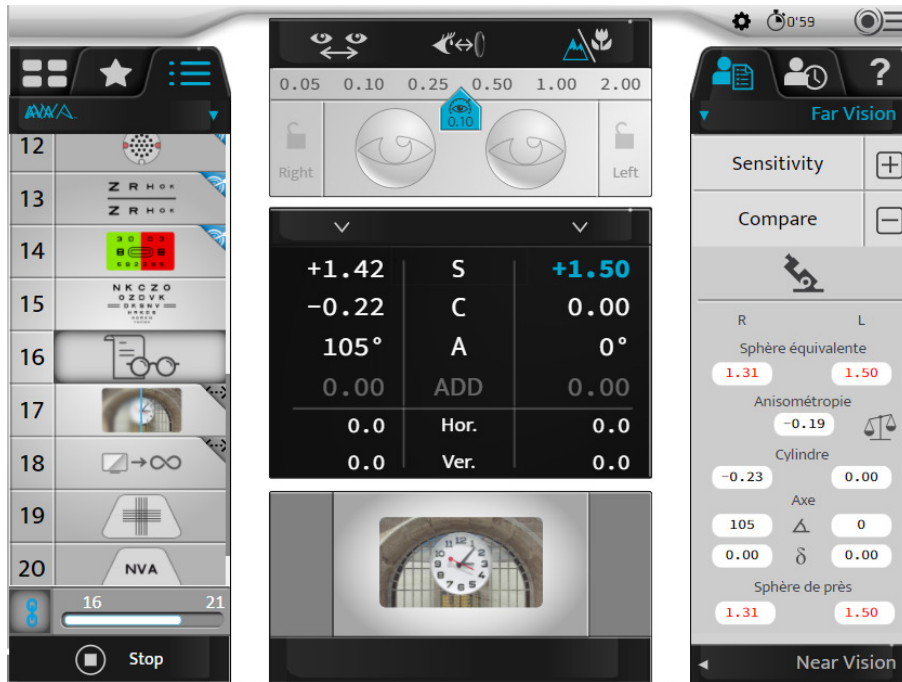 0'59
AWA
12
13
Z R H O K
Z R H O K
14
15
N K C Z O
O Z D V K
D K S N V
16
17
18
19
20
NVA
16 21
Stop
0.05 0.10 0.25 0.50 1.00 2.00
0.10
Right
Left
+1.42 S +1.50
−0.22 C 0.00
105° A 0°
0.00 ADD 0.00
0.0 Hor. 0.0
0.0 Ver. 0.0
?
Far Vision
Sensitivity +
Compare −
R L
Sphère équivalente
1.31 1.50
Anisométropie
−0.19
Cylindre
−0.23 0.00
Axe
105 0
0.00 δ 0.00
Sphère de près
1.31 1.50
Near Vision